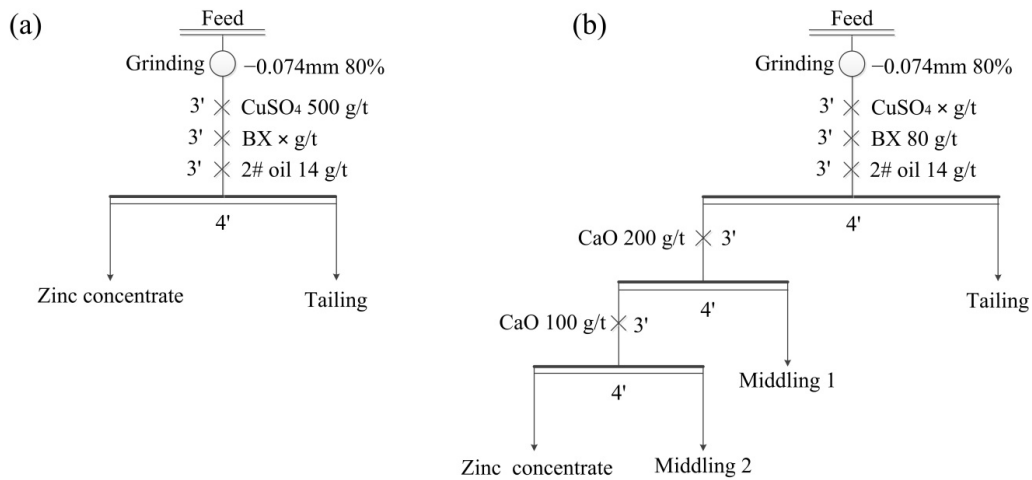 (a)
Feed
Grinding −0.074mm 80%
3' CuSO₄ 500 g/t
3' BX × g/t
3' 2# oil 14 g/t
4'
Zinc concentrate
Tailing
(b)
Feed
Grinding −0.074mm 80%
3' CuSO₄ × g/t
3' BX 80 g/t
3' 2# oil 14 g/t
4'
CaO 200 g/t 3'
Tailing
4'
CaO 100 g/t 3'
Middling 1
4'
Zinc concentrate
Middling 2